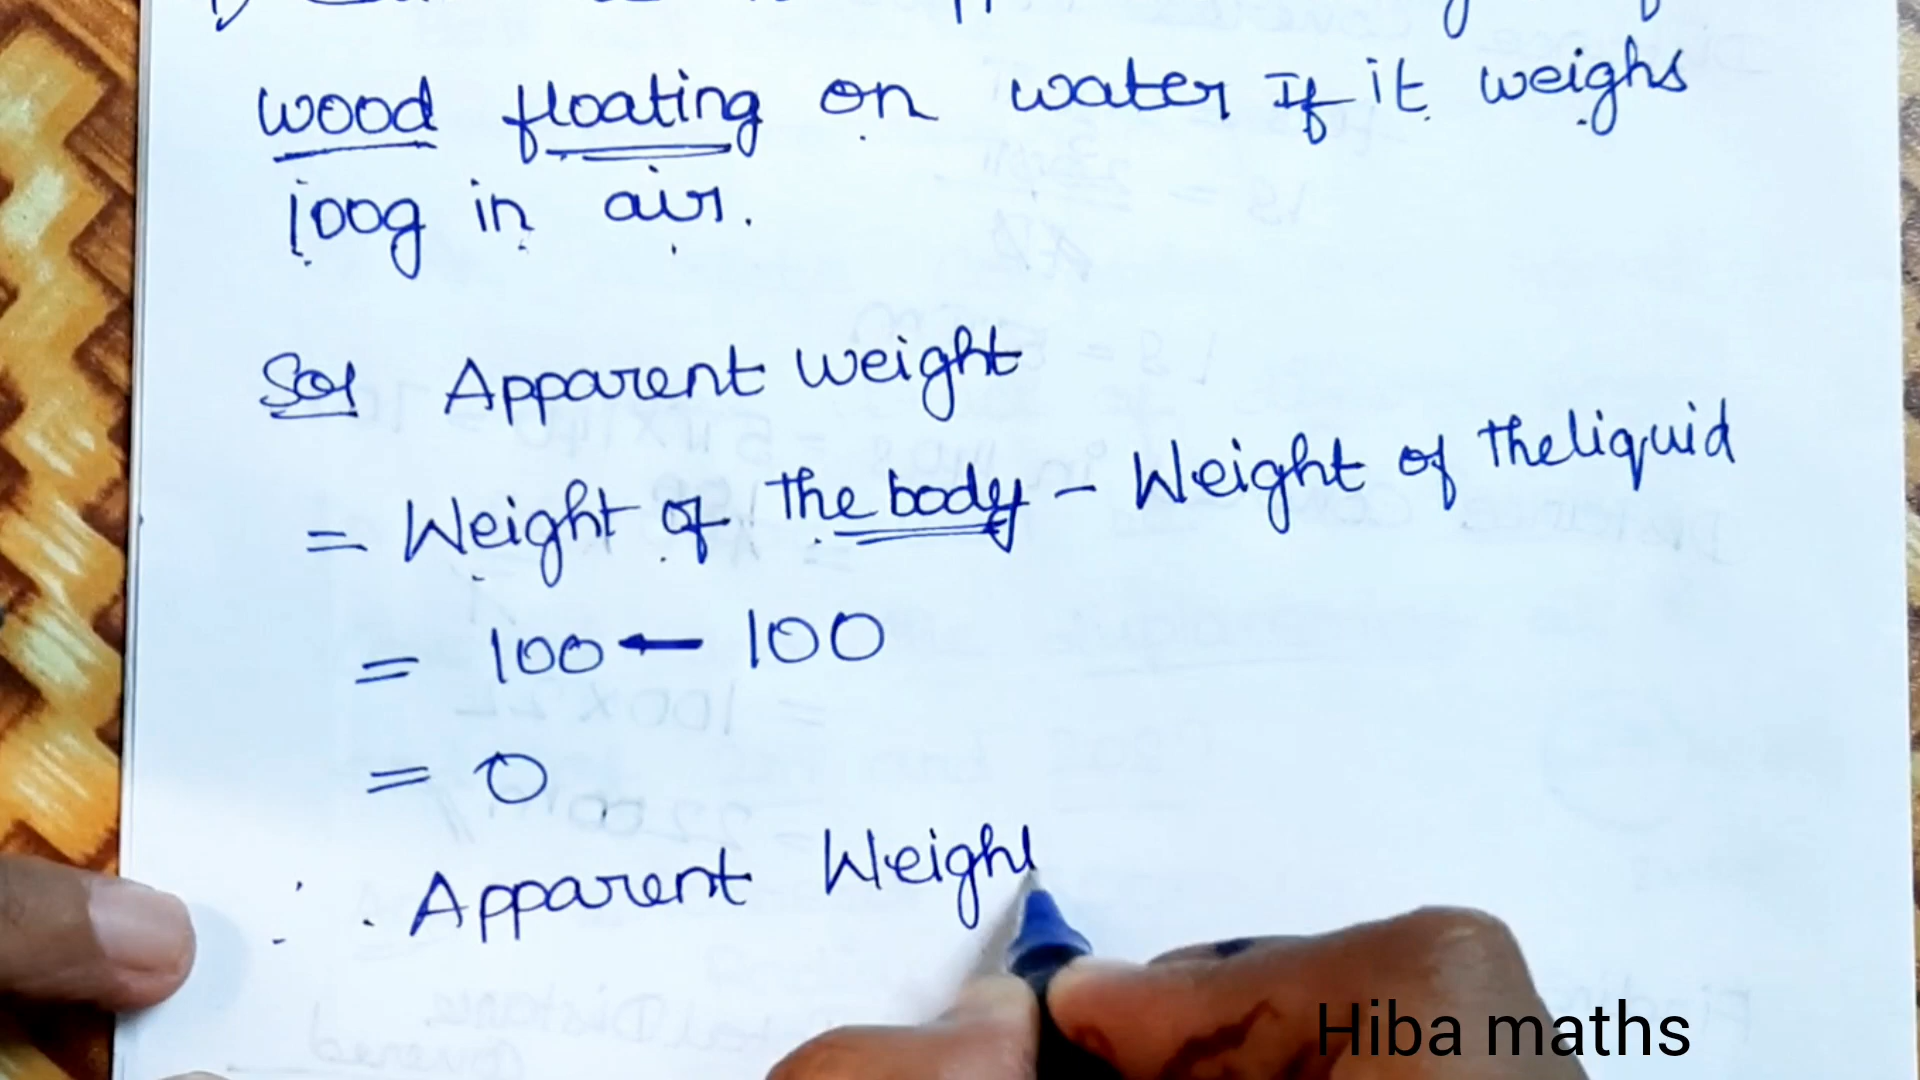 wood floating on water If it weighs
100g in air.
Sol Apparent weight
= Weight of the body - Weight of the liquid
= 100 - 100
= 0
∴ Apparent Weigh
Hiba maths